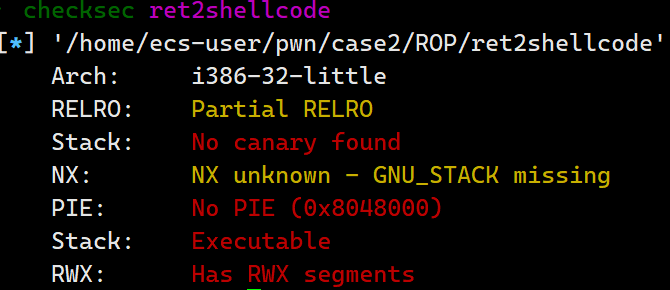 checksec ret2shellcode
[*] '/home/ecs-user/pwn/case2/ROP/ret2shellcode'
Arch: i386-32-little
RELRO: Partial RELRO
Stack: No canary found
NX: NX unknown - GNU_STACK missing
PIE: No PIE (0x8048000)
Stack: Executable
RWX: Has RWX segments